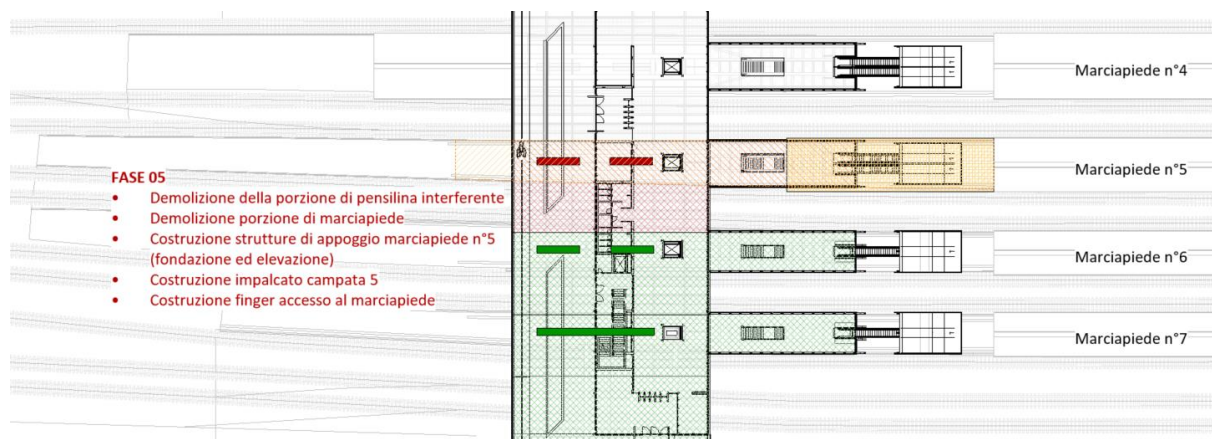 Marciapiede n°4
Marciapiede n°5
FASE 05
• Demolizione della porzione di pensilina interferente
• Demolizione porzione di marciapiede
• Costruzione strutture di appoggio marciapiede n°5
(fondazione ed elevazione)
• Costruzione impalcato campata 5
• Costruzione finger accesso al marciapiede
Marciapiede n°6
Marciapiede n°7